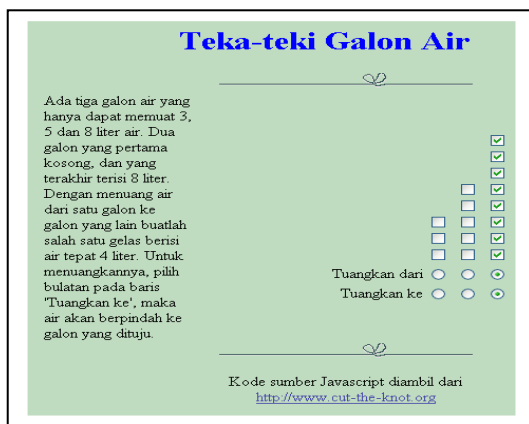 Teka-teki Galon Air
Ada tiga galon air yang
hanya dapat memuat 3,
5 dan 8 liter air. Dua
galon yang pertama
kosong, dan yang
terakhir terisi 8 liter.
Dengan menuang air
dari satu galon ke
galon yang lain buatlah
salah satu gelas berisi
air tepat 4 liter. Untuk
menuangkannya, pilih
bulatan pada baris
'Tuangkan ke', maka
air akan berpindah ke
galon yang dituju.
Tuangkan dari
Tuangkan ke
Kode sumber Javascript diambil dari
http://www.cut-the-knot.org